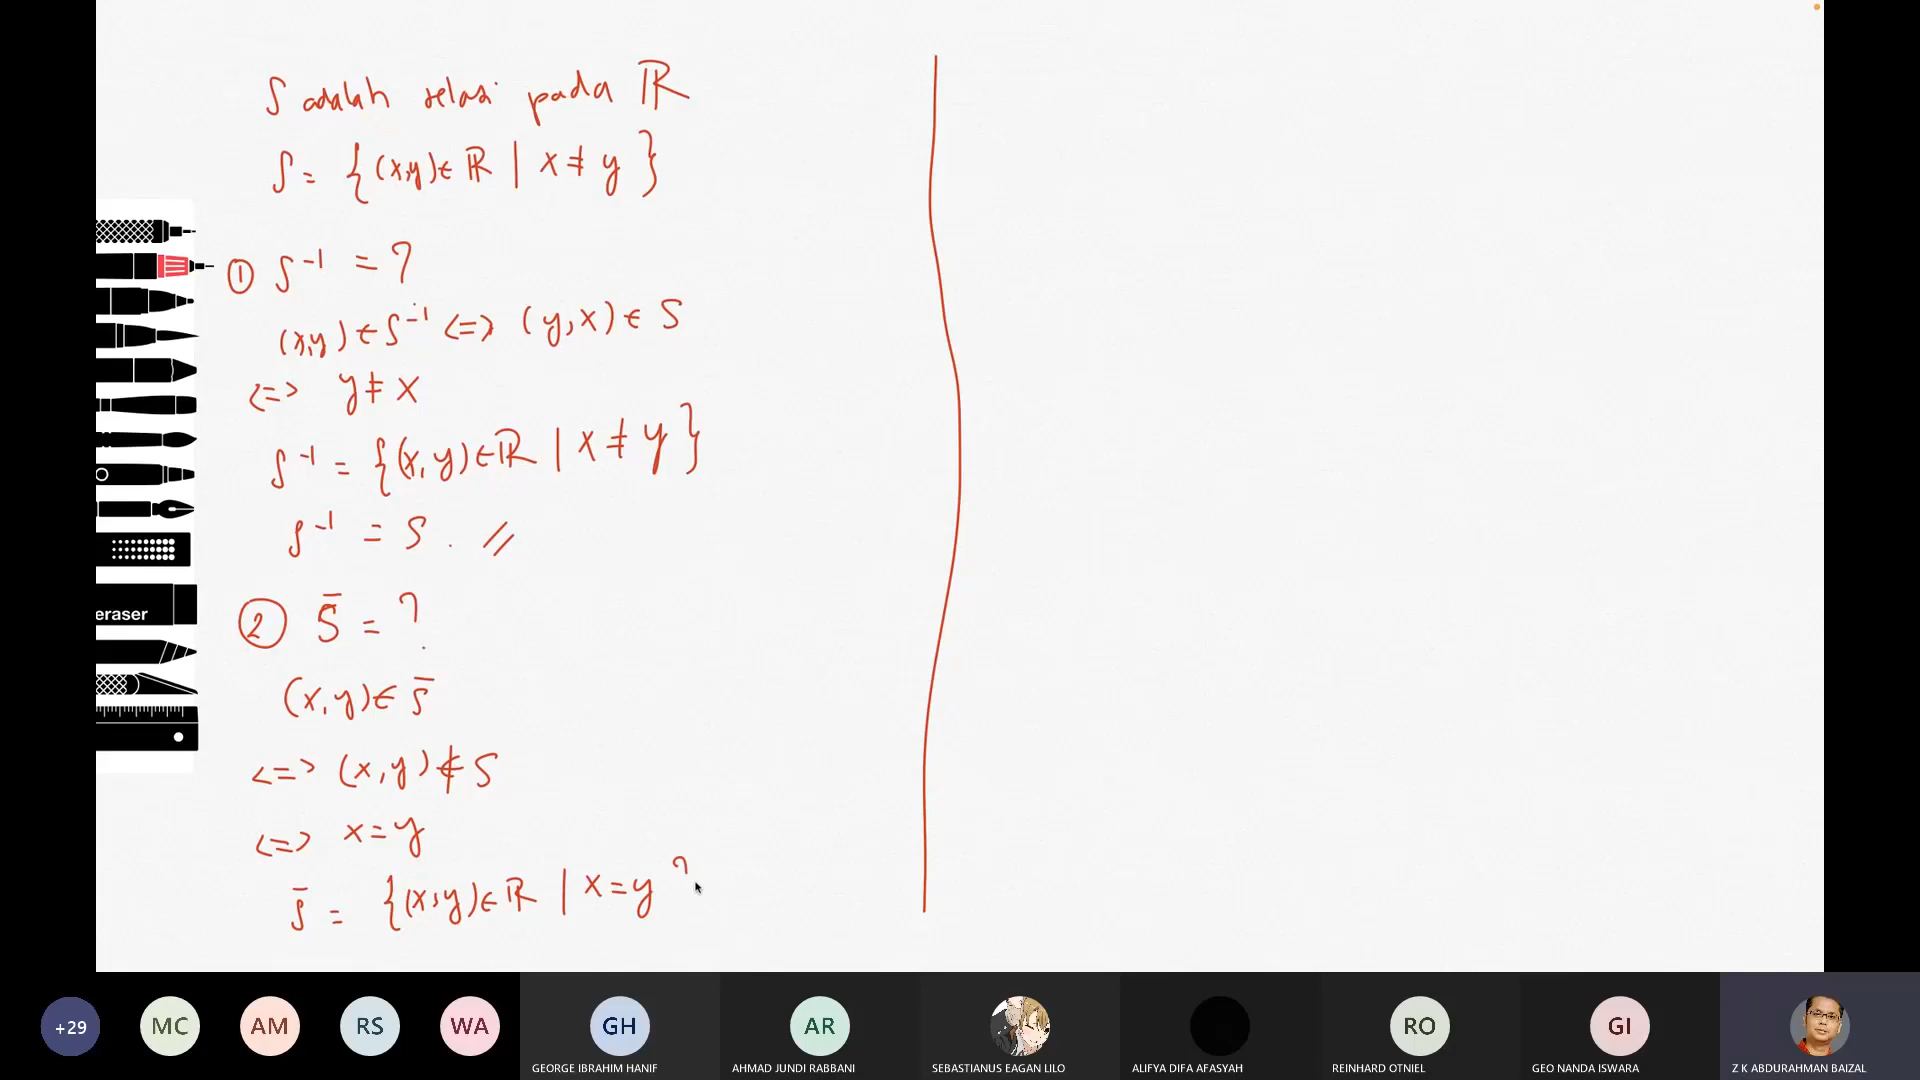 S adalah relasi pada ℝ
S = {(x,y) ∈ ℝ | x ≠ y}
① S⁻¹ = ?
(x,y) ∈ S⁻¹ <=> (y,x) ∈ S
<=> y ≠ x
S⁻¹ = {(x,y) ∈ ℝ | x ≠ y}
S⁻¹ = S . //
② S̄ = ?
(x,y) ∈ S̄
<=> (x,y) ∉ S
<=> x = y
S̄ = {(x,y) ∈ ℝ | x = y
eraser
+29 MC AM RS WA GH AR RO GI
GEORGE IBRAHIM HANIF AHMAD JUNDI RABBANI SEBASTIANUS EAGAN LILO ALIFYA DIFA AFASYAH REINHARD OTNIEL GEO NANDA ISWARA Z K ABDURAHMAN BAIZAL